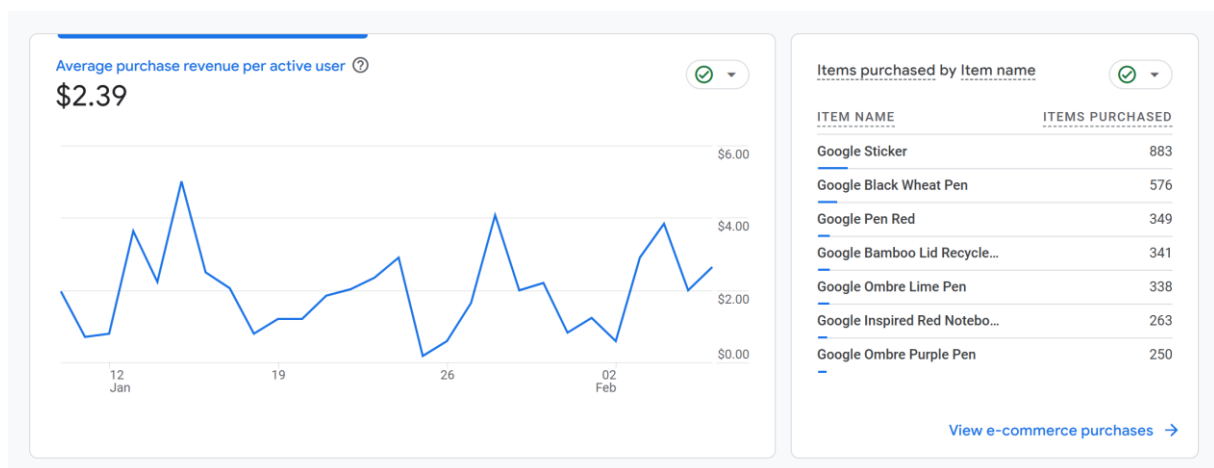 Average purchase revenue per active user
$2.39
$6.00
$4.00
$2.00
$0.00
12 Jan
19
26
02 Feb
Items purchased by Item name
ITEM NAME ITEMS PURCHASED
Google Sticker 883
Google Black Wheat Pen 576
Google Pen Red 349
Google Bamboo Lid Recycle... 341
Google Ombre Lime Pen 338
Google Inspired Red Notebo... 263
Google Ombre Purple Pen 250
View e-commerce purchases